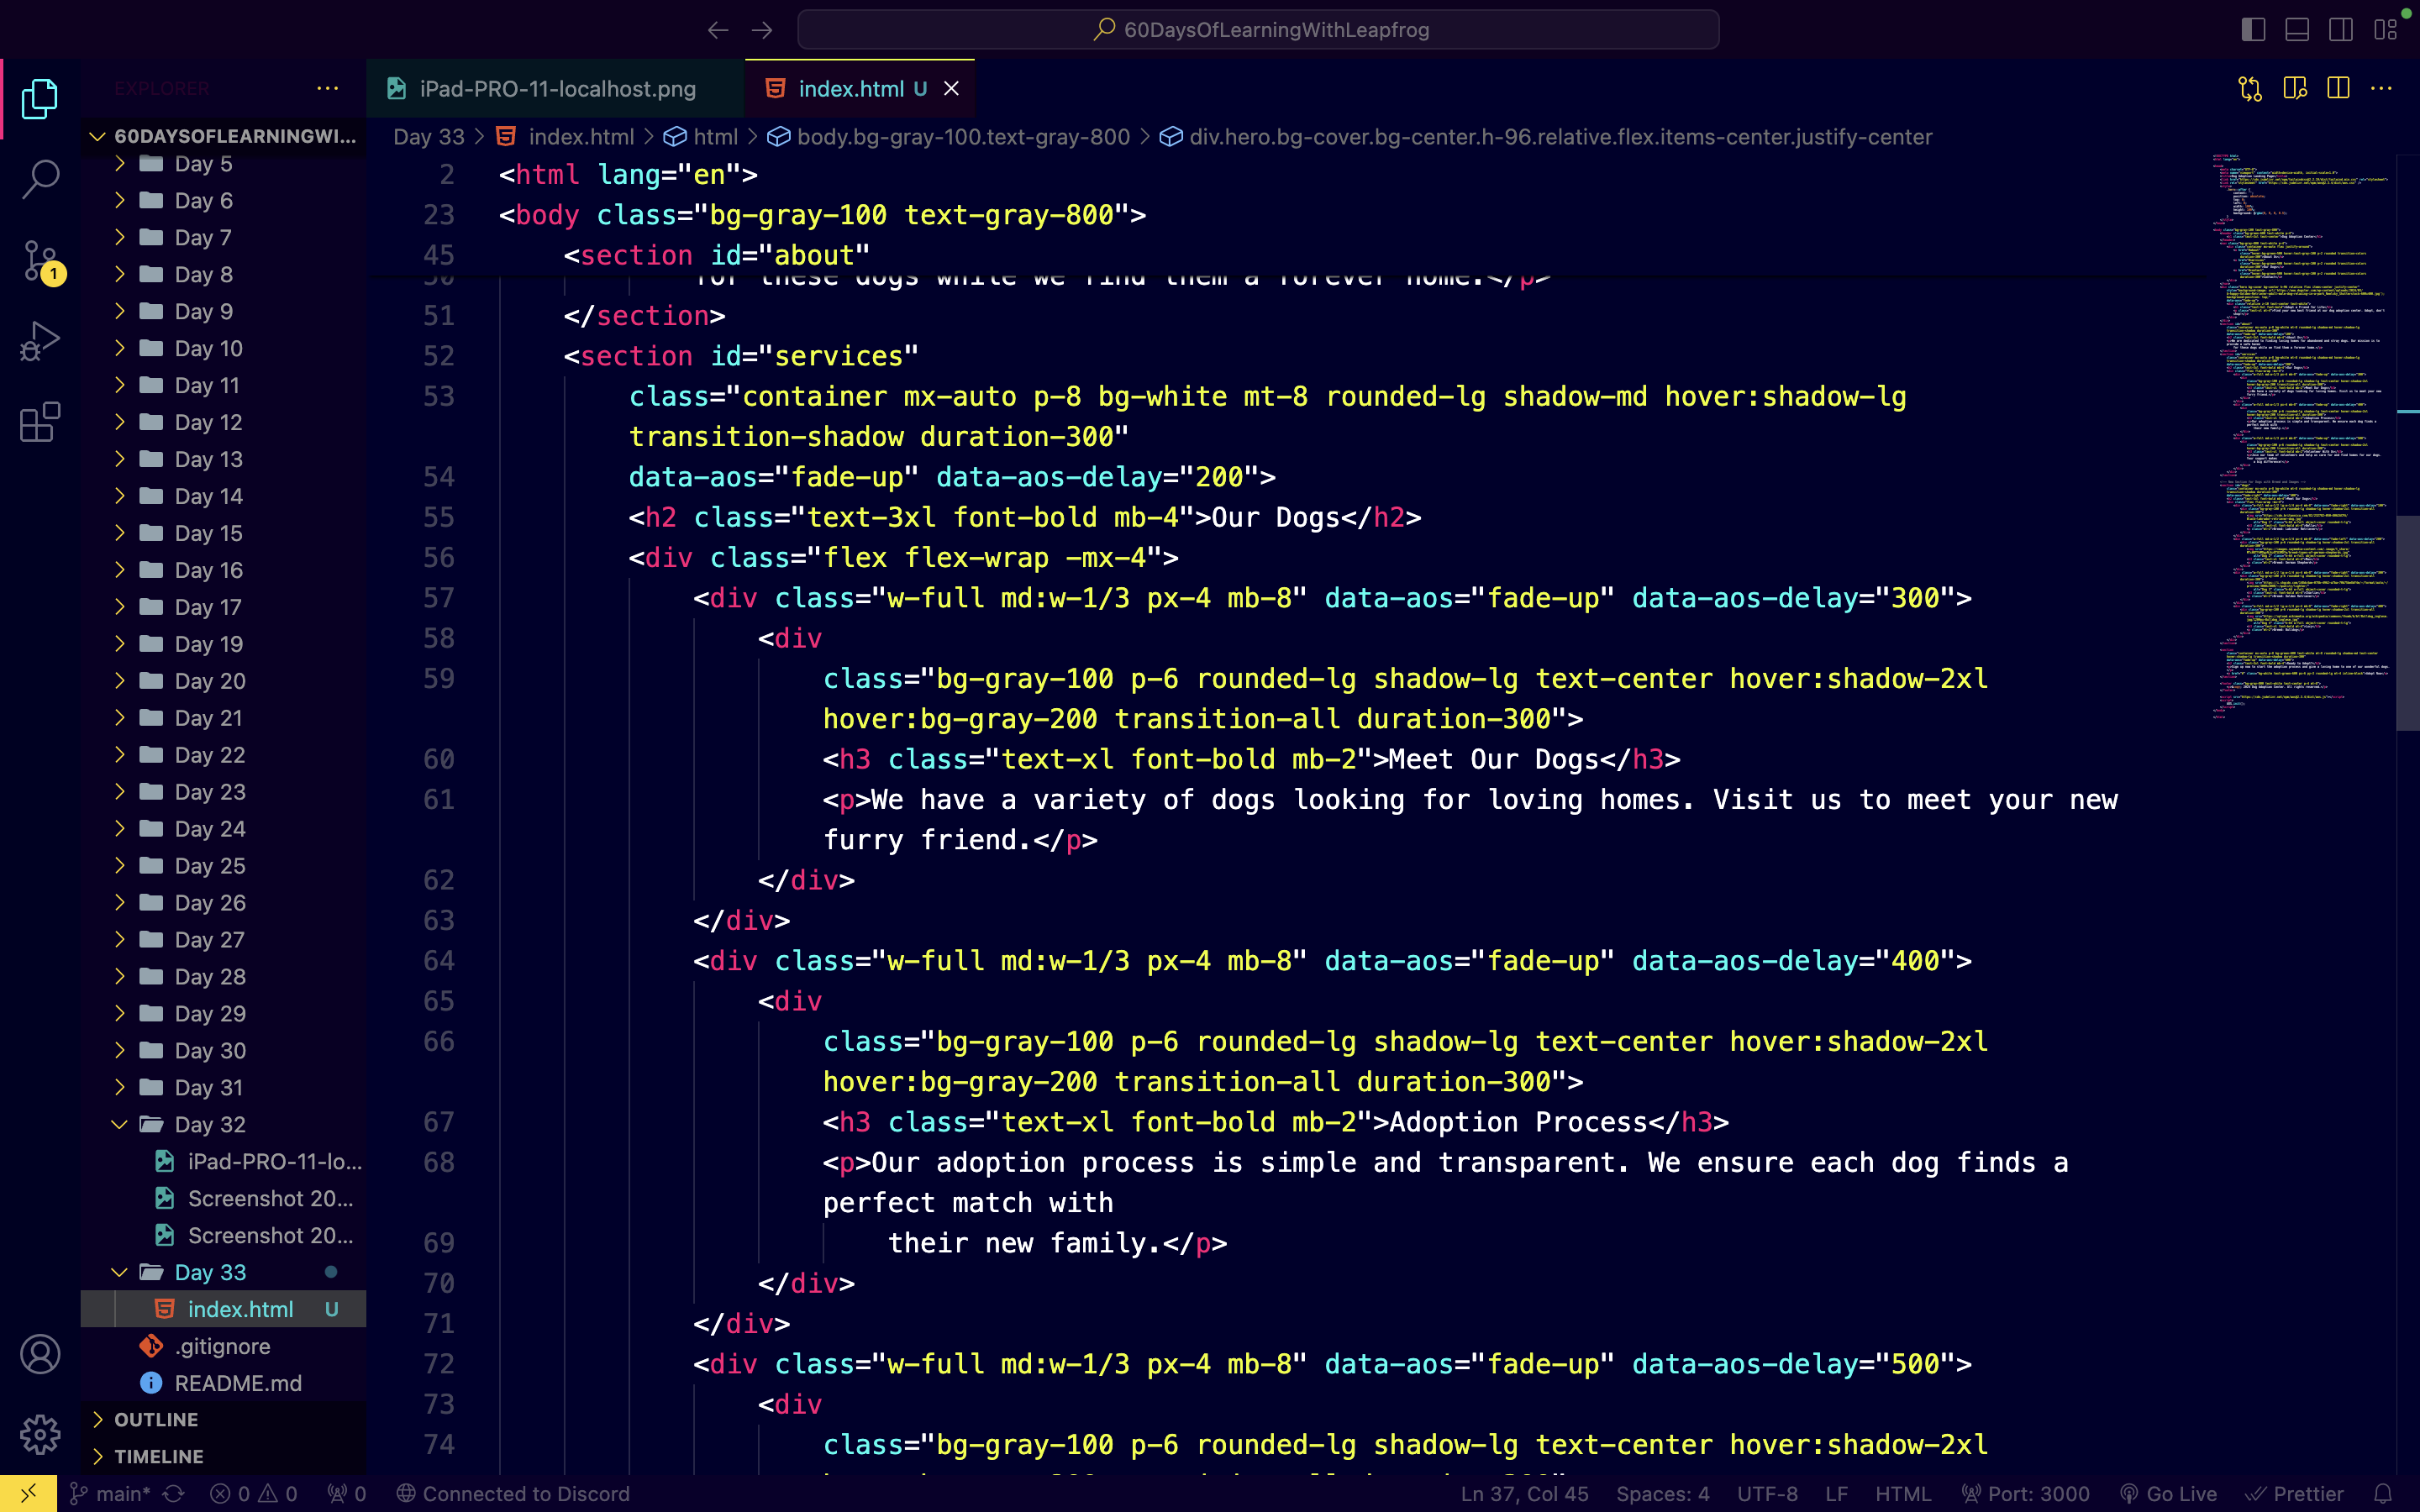 60DaysOfLearningWithLeapfrog
EXPLORER
iPad-PRO-11-localhost.png
index.html U
60DAYSOFLEARNINGWI...
Day 33 > index.html > html > body.bg-gray-100.text-gray-800 > div.hero.bg-cover.bg-center.h-96.relative.flex.items-center.justify-center
Day 5
Day 6
Day 7
Day 8
Day 9
Day 10
Day 11
Day 12
Day 13
Day 14
Day 15
Day 16
Day 17
Day 19
Day 20
Day 21
Day 22
Day 23
Day 24
Day 25
Day 26
Day 27
Day 28
Day 29
Day 30
Day 31
Day 32
iPad-PRO-11-lo...
Screenshot 20...
Screenshot 20...
Day 33
index.html U
.gitignore
README.md
OUTLINE
TIMELINE
1
2 <html lang="en">
23 <body class="bg-gray-100 text-gray-800">
45 <section id="about"
50 for these dogs while we find them a forever home.</p>
51 </section>
52 <section id="services"
53 class="container mx-auto p-8 bg-white mt-8 rounded-lg shadow-md hover:shadow-lg
transition-shadow duration-300"
54 data-aos="fade-up" data-aos-delay="200">
55 <h2 class="text-3xl font-bold mb-4">Our Dogs</h2>
56 <div class="flex flex-wrap -mx-4">
57 <div class="w-full md:w-1/3 px-4 mb-8" data-aos="fade-up" data-aos-delay="300">
58 <div
59 class="bg-gray-100 p-6 rounded-lg shadow-lg text-center hover:shadow-2xl
hover:bg-gray-200 transition-all duration-300">
60 <h3 class="text-xl font-bold mb-2">Meet Our Dogs</h3>
61 <p>We have a variety of dogs looking for loving homes. Visit us to meet your new
furry friend.</p>
62 </div>
63 </div>
64 <div class="w-full md:w-1/3 px-4 mb-8" data-aos="fade-up" data-aos-delay="400">
65 <div
66 class="bg-gray-100 p-6 rounded-lg shadow-lg text-center hover:shadow-2xl
hover:bg-gray-200 transition-all duration-300">
67 <h3 class="text-xl font-bold mb-2">Adoption Process</h3>
68 <p>Our adoption process is simple and transparent. We ensure each dog finds a
perfect match with
69 their new family.</p>
70 </div>
71 </div>
72 <div class="w-full md:w-1/3 px-4 mb-8" data-aos="fade-up" data-aos-delay="500">
73 <div
74 class="bg-gray-100 p-6 rounded-lg shadow-lg text-center hover:shadow-2xl
main* 0 0 0 Connected to Discord Ln 37, Col 45 Spaces: 4 UTF-8 LF HTML Port: 3000 Go Live Prettier